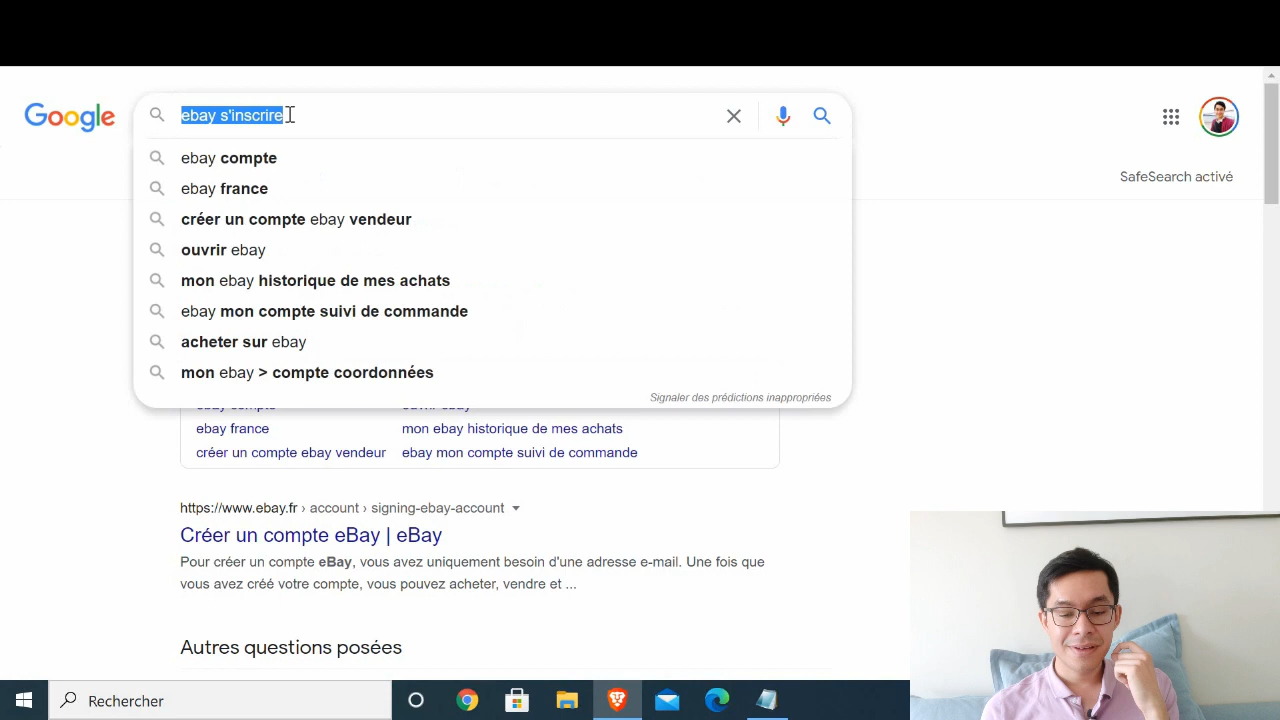 Google
ebay s'inscrire
ebay compte
ebay france
créer un compte ebay vendeur
ouvrir ebay
mon ebay historique de mes achats
ebay mon compte suivi de commande
acheter sur ebay
mon ebay > compte coordonnées
Signaler des prédictions inappropriées
SafeSearch activé
ebay compte ouvrir ebay
ebay france mon ebay historique de mes achats
créer un compte ebay vendeur ebay mon compte suivi de commande
https://www.ebay.fr › account › signing-ebay-account
Créer un compte eBay | eBay
Pour créer un compte eBay, vous avez uniquement besoin d'une adresse e-mail. Une fois que
vous avez créé votre compte, vous pouvez acheter, vendre et ...
Autres questions posées
Rechercher